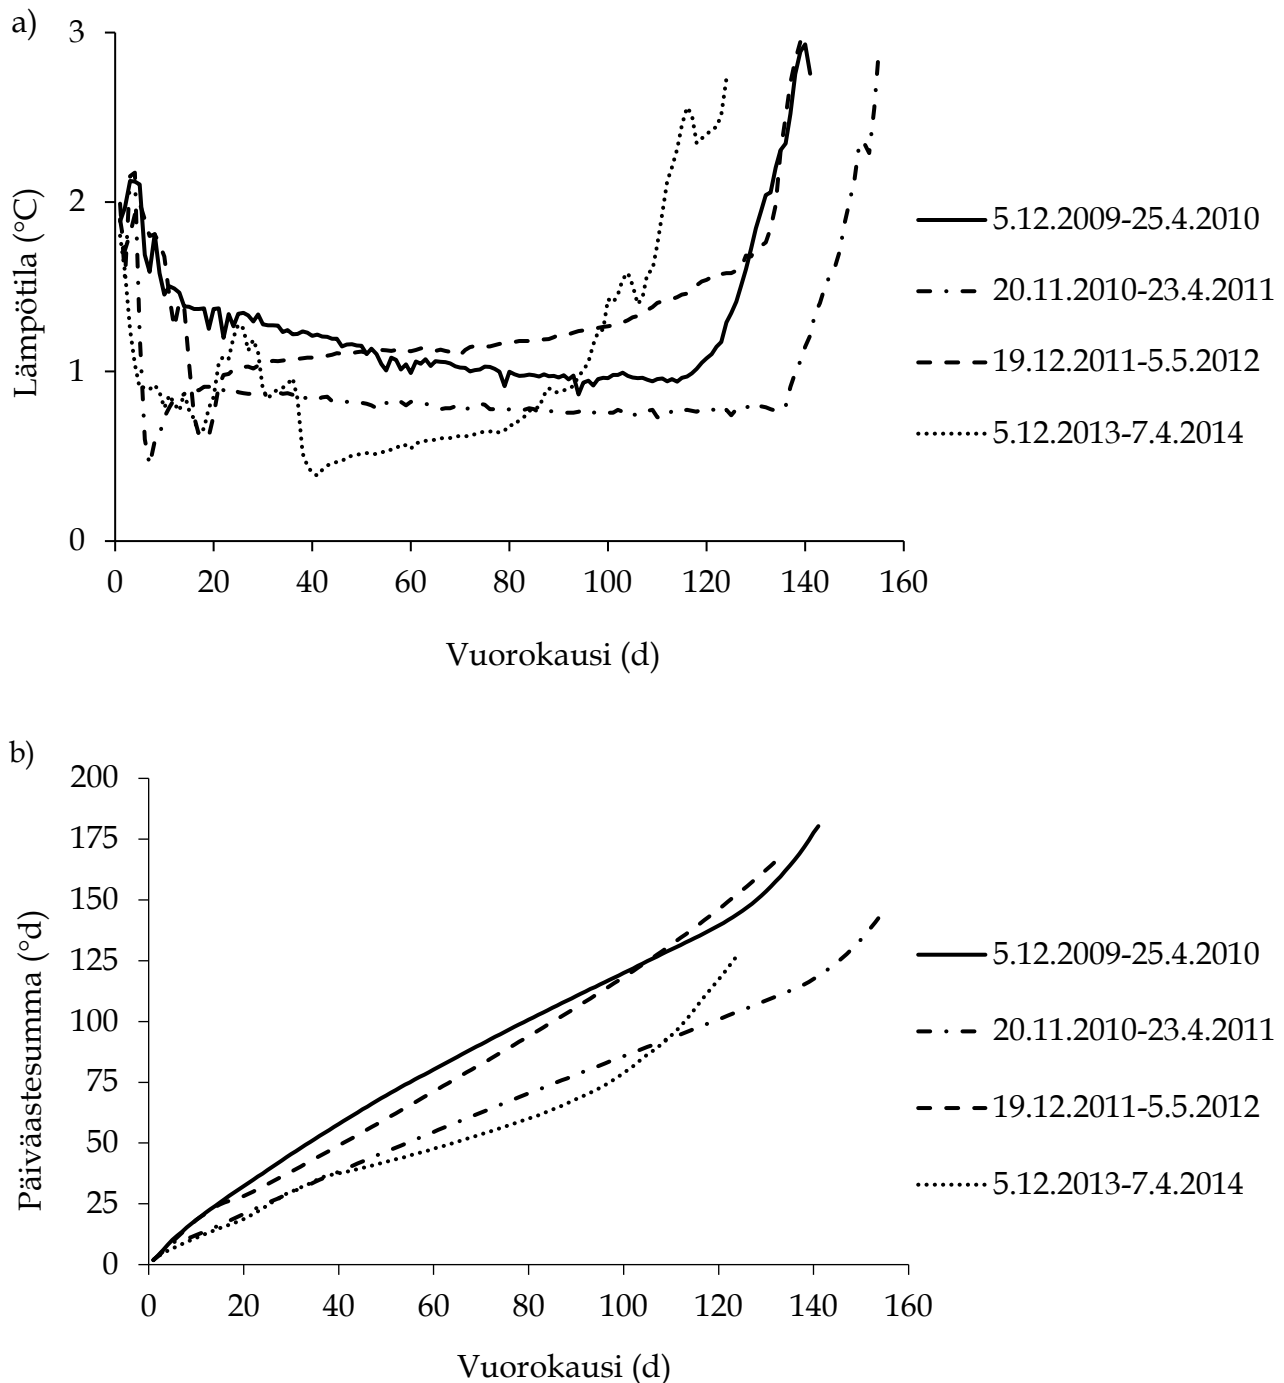 a)
Lämpötila (°C)
3
2
1
0
0 20 40 60 80 100 120 140 160
Vuorokausi (d)
5.12.2009-25.4.2010
20.11.2010-23.4.2011
19.12.2011-5.5.2012
5.12.2013-7.4.2014
b)
Päiväastesumma (°d)
200
175
150
125
100
75
50
25
0
0 20 40 60 80 100 120 140 160
Vuorokausi (d)
5.12.2009-25.4.2010
20.11.2010-23.4.2011
19.12.2011-5.5.2012
5.12.2013-7.4.2014